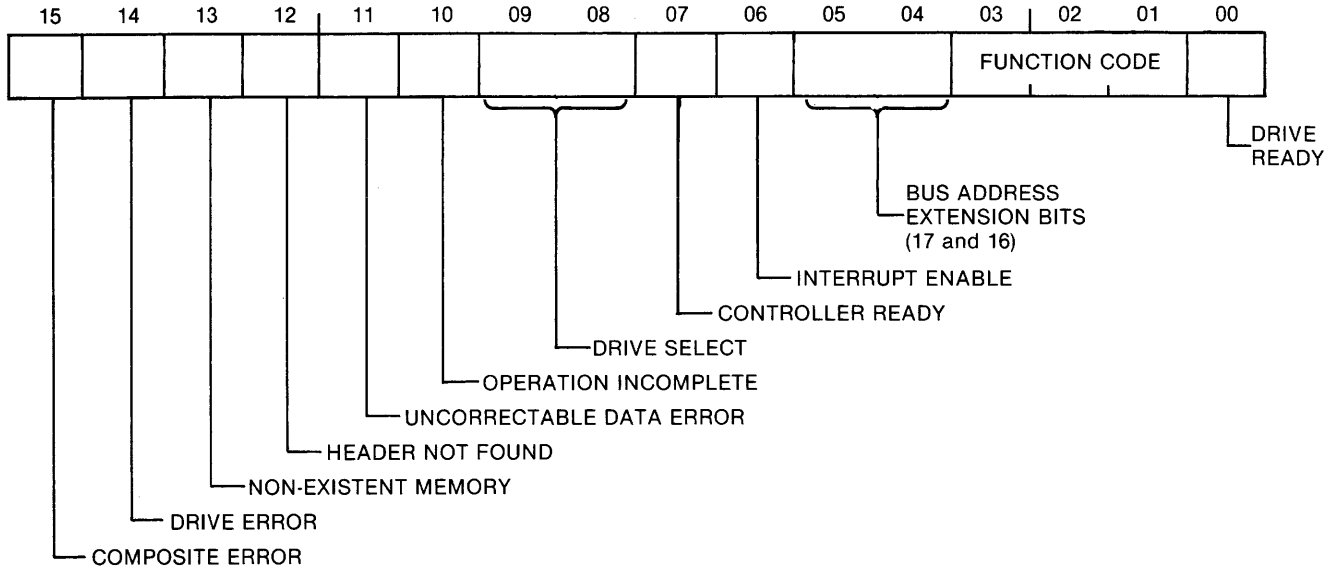 15 14 13 12 11 10 09 08 07 06 05 04 03 02 01 00
FUNCTION CODE
DRIVE
READY
BUS ADDRESS
EXTENSION BITS
(17 and 16)
INTERRUPT ENABLE
CONTROLLER READY
DRIVE SELECT
OPERATION INCOMPLETE
UNCORRECTABLE DATA ERROR
HEADER NOT FOUND
NON-EXISTENT MEMORY
DRIVE ERROR
COMPOSITE ERROR